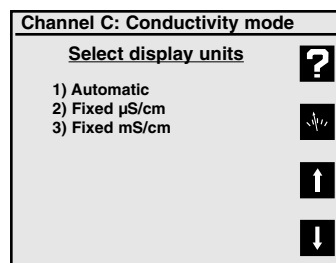 Channel C: Conductivity mode
Select display units
?
1) Automatic
2) Fixed µS/cm
3) Fixed mS/cm